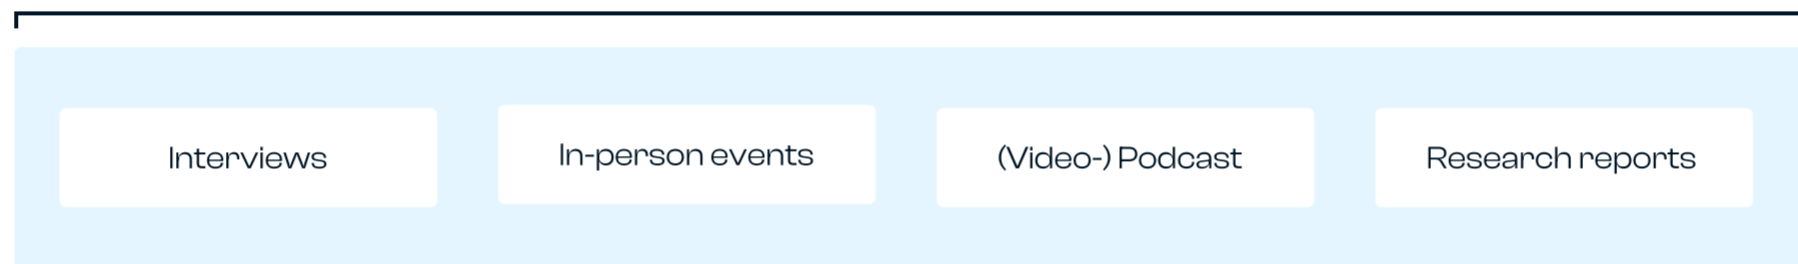 Interviews
In-person events
(Video-) Podcast
Research reports